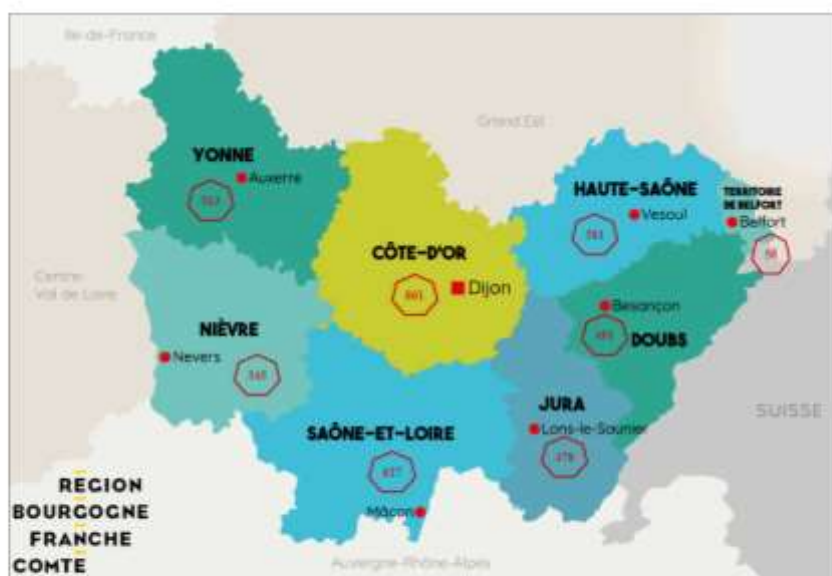 Ile-de-France
Grand Est
YONNE
Auxerre
HAUTE-SAÔNE
Vesoul
TERRITOIRE
DE BELFORT
Belfort
CÔTE-D'OR
Dijon
Centre-
Val de Loire
Besançon
DOUBS
NIÈVRE
Nevers
JURA
Lons-le-Saunier
SUISSE
SAÔNE-ET-LOIRE
Mâcon
REGION
BOURGOGNE
FRANCHE
COMTE
Auvergne-Rhône-Alpes